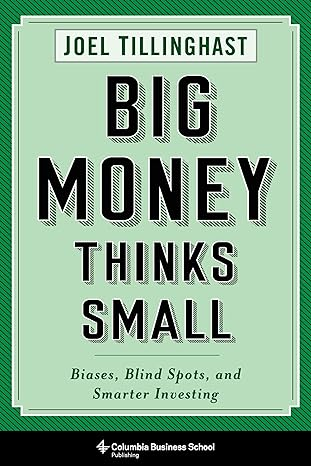 JOEL TILLINGHAST
BIG
MONEY
THINKS
SMALL
Biases, Blind Spots, and
Smarter Investing
Columbia Business School
Publishing